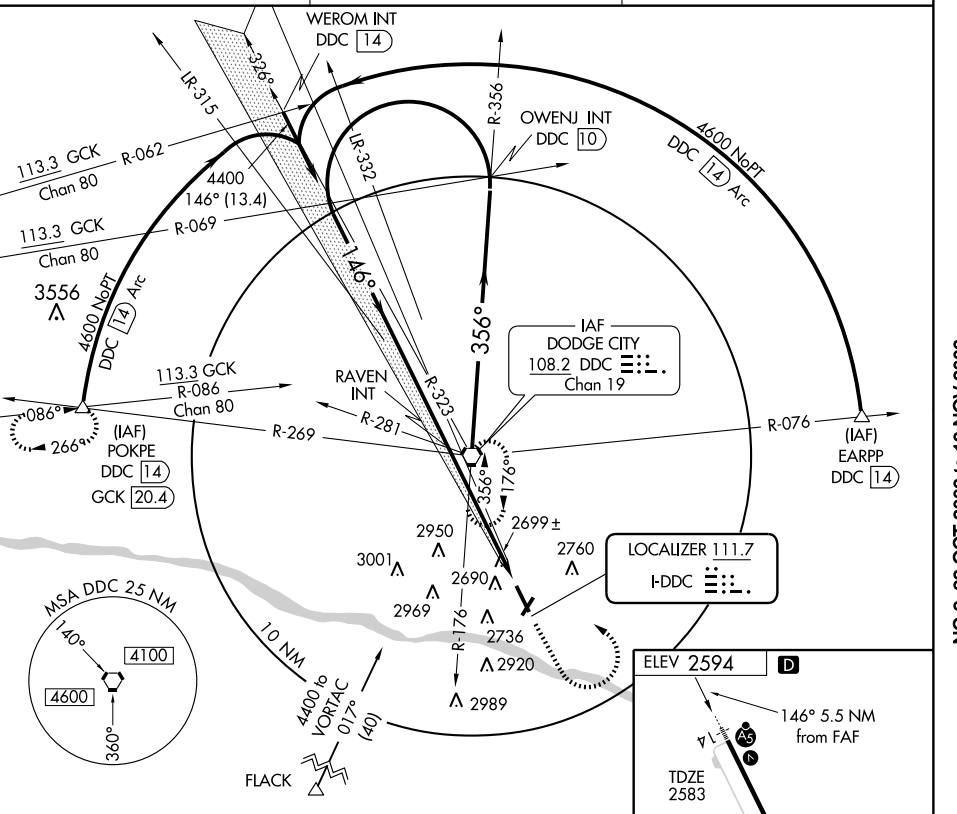 WEROM INT
DDC 14
326°
LR-315
R-356
OWENJ INT
DDC 10
4600 NoPT
DDC 14 Arc
LR-332
113.3 GCK
Chan 80
R-062
4400
146° (13.4)
113.3 GCK
Chan 80
R-069
3556
4600 NoPT
DDC 14 Arc
146°
356°
IAF
DODGE CITY
108.2 DDC
Chan 19
113.3 GCK
R-086
Chan 80
RAVEN
INT
R-323
R-281
086°
266°
R-269
R-076
(IAF)
POKPE
DDC 14
GCK 20.4
(IAF)
EARPP
DDC 14
356°
176°
2699±
2950
2760
3001
2690
2969
2736
LOCALIZER 111.7
I-DDC
R-176
2920
2989
MSA DDC 25 NM
140°
4100
4600
360°
10 NM
4400 to
VORTAC
017°
(40)
FLACK
ELEV 2594
D
146° 5.5 NM
from FAF
14
A5
TDZE
2583